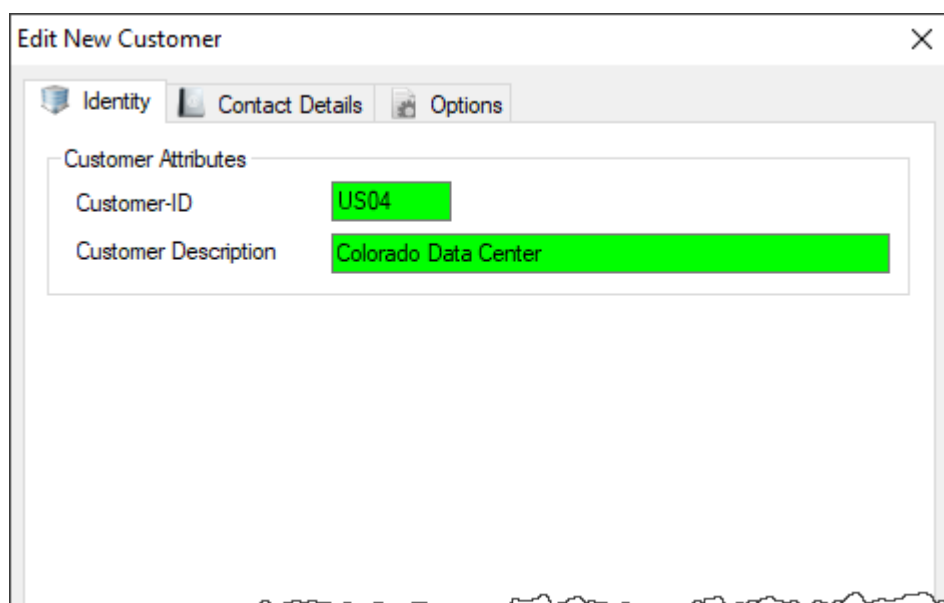 Edit New Customer
Identity Contact Details Options
Customer Attributes
Customer-ID US04
Customer Description Colorado Data Center